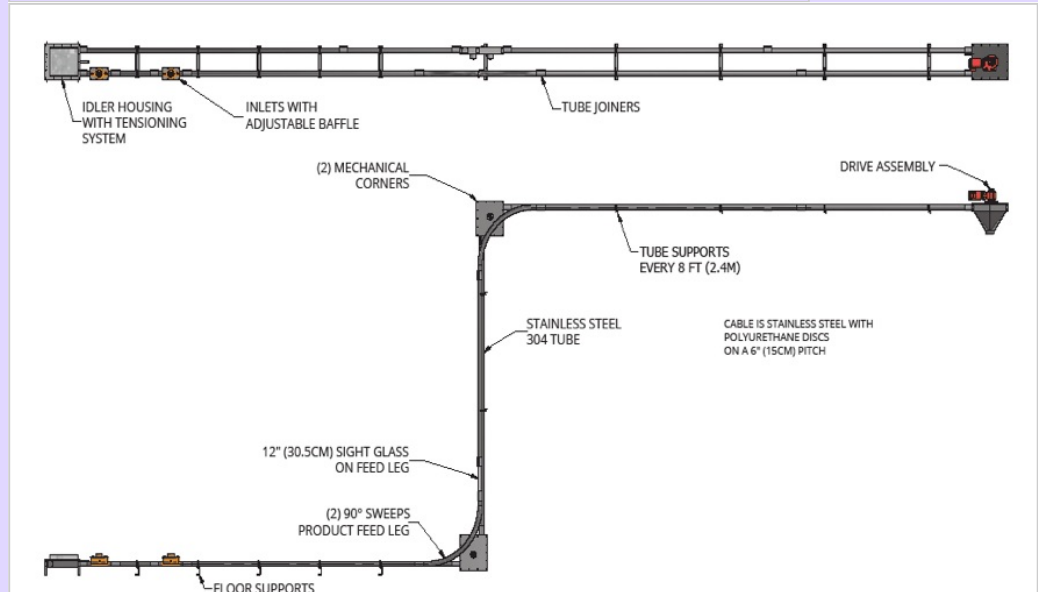 IDLER HOUSING
WITH TENSIONING
SYSTEM
INLETS WITH
ADJUSTABLE BAFFLE
TUBE JOINERS
(2) MECHANICAL
CORNERS
DRIVE ASSEMBLY
TUBE SUPPORTS
EVERY 8 FT (2.4M)
STAINLESS STEEL
304 TUBE
CABLE IS STAINLESS STEEL WITH
POLYURETHANE DISCS
ON A 6" (15CM) PITCH
12" (30.5CM) SIGHT GLASS
ON FEED LEG
(2) 90° SWEEPS
PRODUCT FEED LEG
FLOOR SUPPORTS